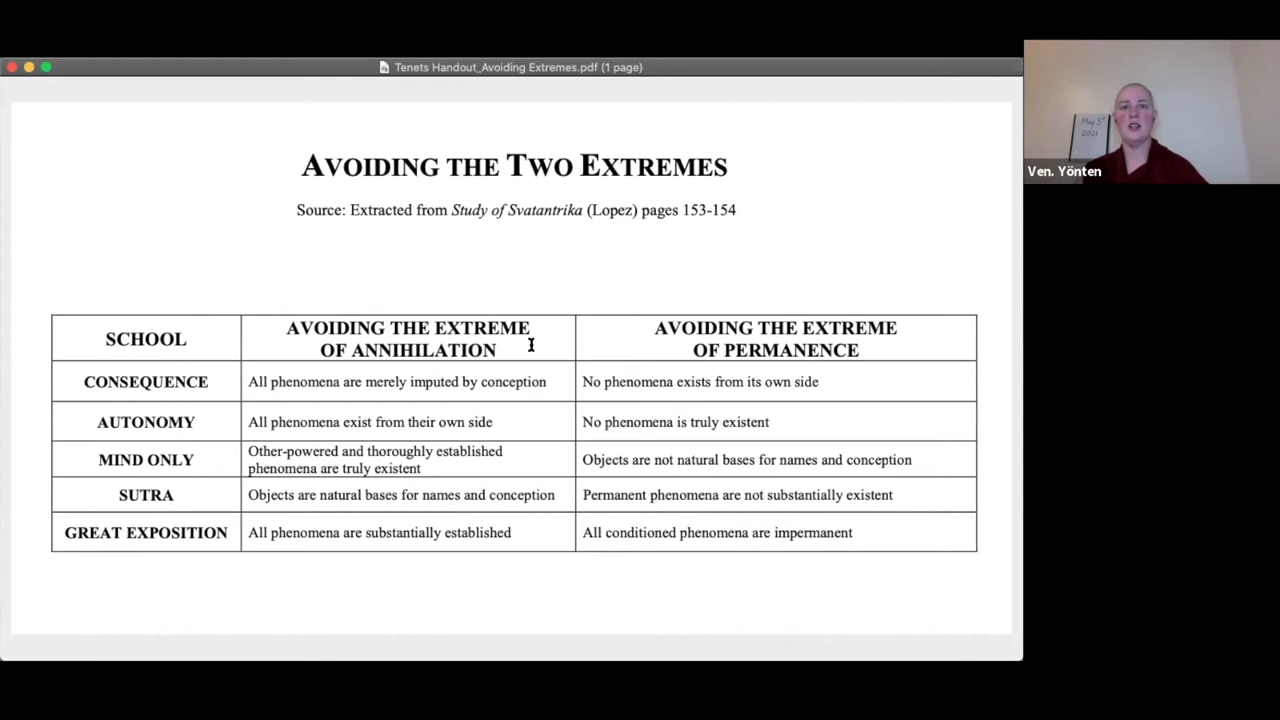 Tenets Handout_Avoiding Extremes.pdf (1 page)
AVOIDING THE TWO EXTREMES
Source: Extracted from Study of Svatantrika (Lopez) pages 153-154
SCHOOL
AVOIDING THE EXTREME
OF ANNIHILATION
AVOIDING THE EXTREME
OF PERMANENCE
CONSEQUENCE
All phenomena are merely imputed by conception
No phenomena exists from its own side
AUTONOMY
All phenomena exist from their own side
No phenomena is truly existent
MIND ONLY
Other-powered and thoroughly established
phenomena are truly existent
Objects are not natural bases for names and conception
SUTRA
Objects are natural bases for names and conception
Permanent phenomena are not substantially existent
GREAT EXPOSITION
All phenomena are substantially established
All conditioned phenomena are impermanent
May 5th
2021
Ven. Yönten